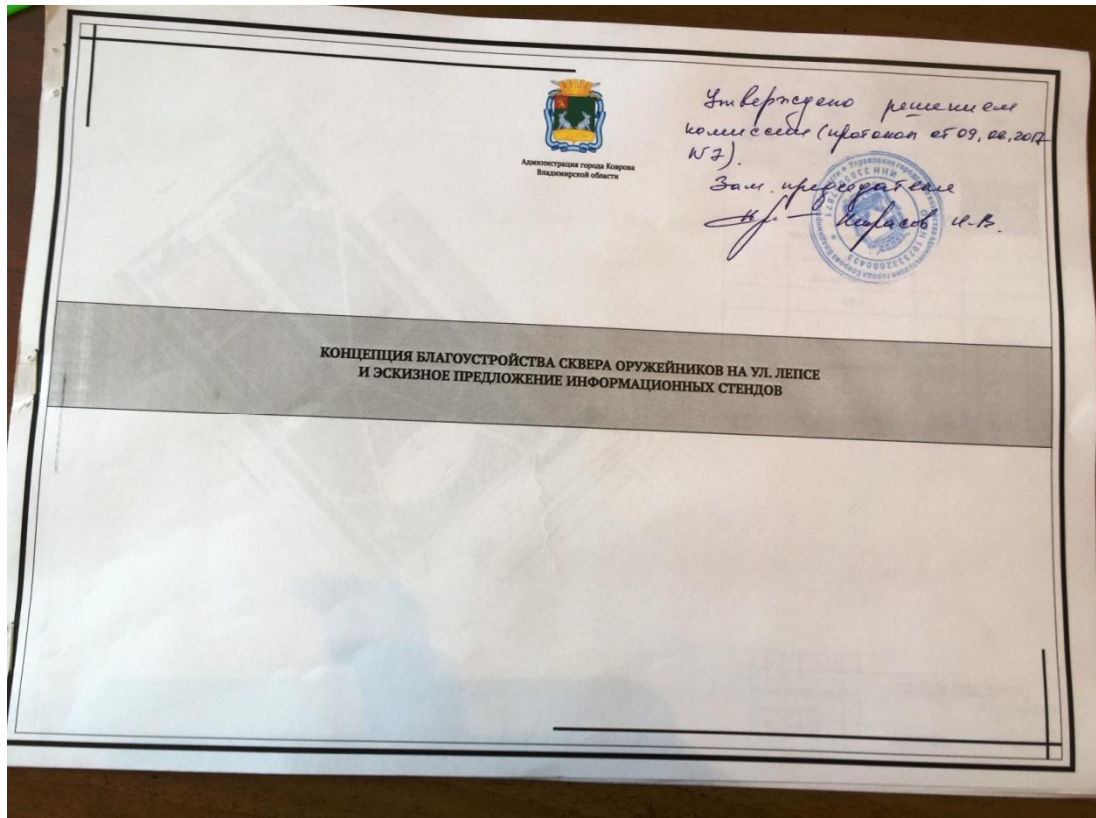 Администрация города Коврова
Владимирской области
Утверждено решением
комиссии (протокол от 09.06.2017
№7).
Зам. председателя
И.В.
КОНЦЕПЦИЯ БЛАГОУСТРОЙСТВА СКВЕРА ОРУЖЕЙНИКОВ НА УЛ. ЛЕПСЕ
И ЭСКИЗНОЕ ПРЕДЛОЖЕНИЕ ИНФОРМАЦИОННЫХ СТЕНДОВ